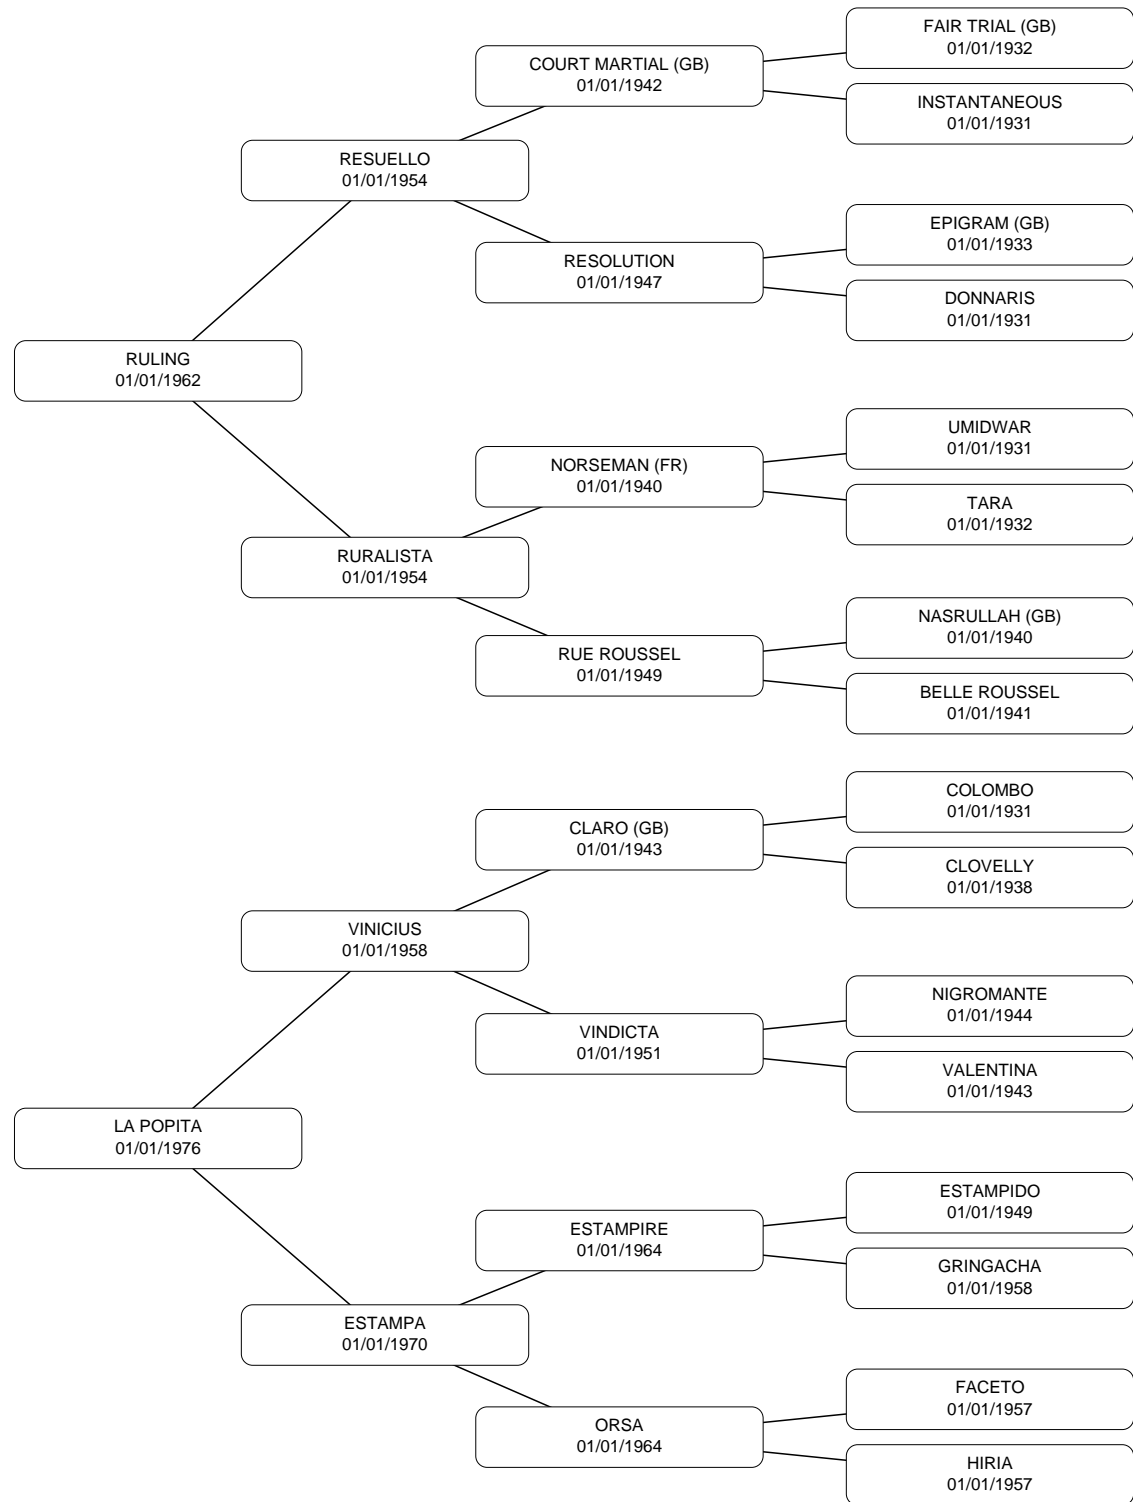 FAIR TRIAL (GB)
01/01/1932
COURT MARTIAL (GB)
01/01/1942
INSTANTANEOUS
01/01/1931
RESUELLO
01/01/1954
EPIGRAM (GB)
01/01/1933
RESOLUTION
01/01/1947
DONNARIS
01/01/1931
RULING
01/01/1962
UMIDWAR
01/01/1931
NORSEMAN (FR)
01/01/1940
TARA
01/01/1932
RURALISTA
01/01/1954
NASRULLAH (GB)
01/01/1940
RUE ROUSSEL
01/01/1949
BELLE ROUSSEL
01/01/1941
COLOMBO
01/01/1931
CLARO (GB)
01/01/1943
CLOVELLY
01/01/1938
VINICIUS
01/01/1958
NIGROMANTE
01/01/1944
VINDICTA
01/01/1951
VALENTINA
01/01/1943
LA POPITA
01/01/1976
ESTAMPIDO
01/01/1949
ESTAMPIRE
01/01/1964
GRINGACHA
01/01/1958
ESTAMPA
01/01/1970
FACETO
01/01/1957
ORSA
01/01/1964
HIRIA
01/01/1957